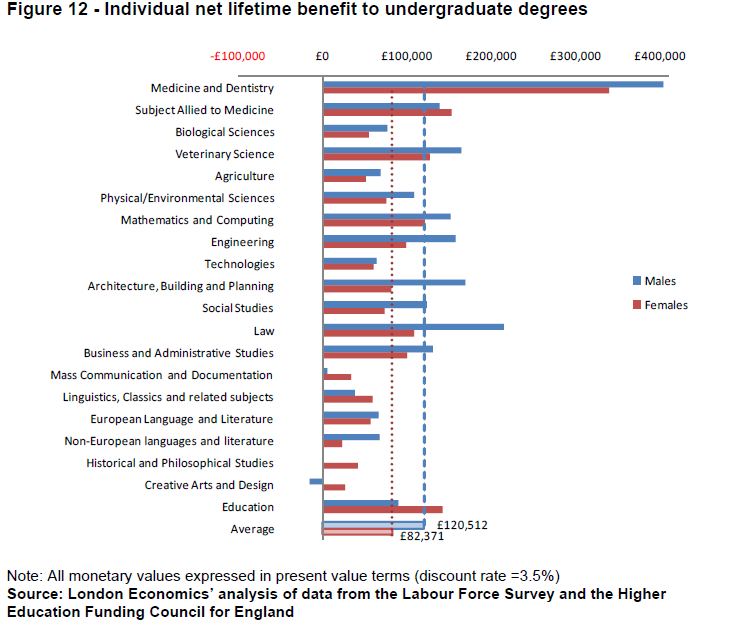 Figure 12 - Individual net lifetime benefit to undergraduate degrees
-£100,000 £0 £100,000 £200,000 £300,000 £400,000
Medicine and Dentistry
Subject Allied to Medicine
Biological Sciences
Veterinary Science
Agriculture
Physical/Environmental Sciences
Mathematics and Computing
Engineering
Technologies
Architecture, Building and Planning
Social Studies
Law
Business and Administrative Studies
Mass Communication and Documentation
Linguistics, Classics and related subjects
European Language and Literature
Non-European languages and literature
Historical and Philosophical Studies
Creative Arts and Design
Education
Average
Males
Females
£120,512
£82,371
Note: All monetary values expressed in present value terms (discount rate =3.5%)
Source: London Economics’ analysis of data from the Labour Force Survey and the Higher
Education Funding Council for England